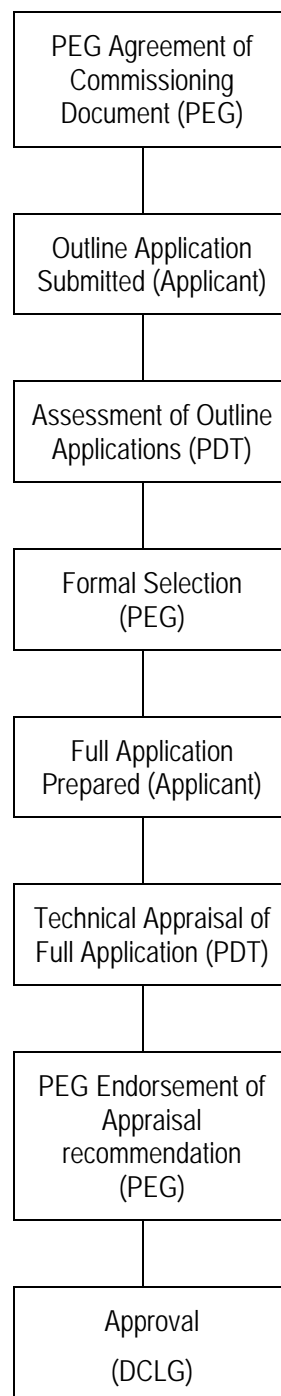 PEG Agreement of
Commissioning
Document (PEG)
Outline Application
Submitted (Applicant)
Assessment of Outline
Applications (PDT)
Formal Selection
(PEG)
Full Application
Prepared (Applicant)
Technical Appraisal of
Full Application (PDT)
PEG Endorsement of
Appraisal
recommendation
(PEG)
Approval
(DCLG)